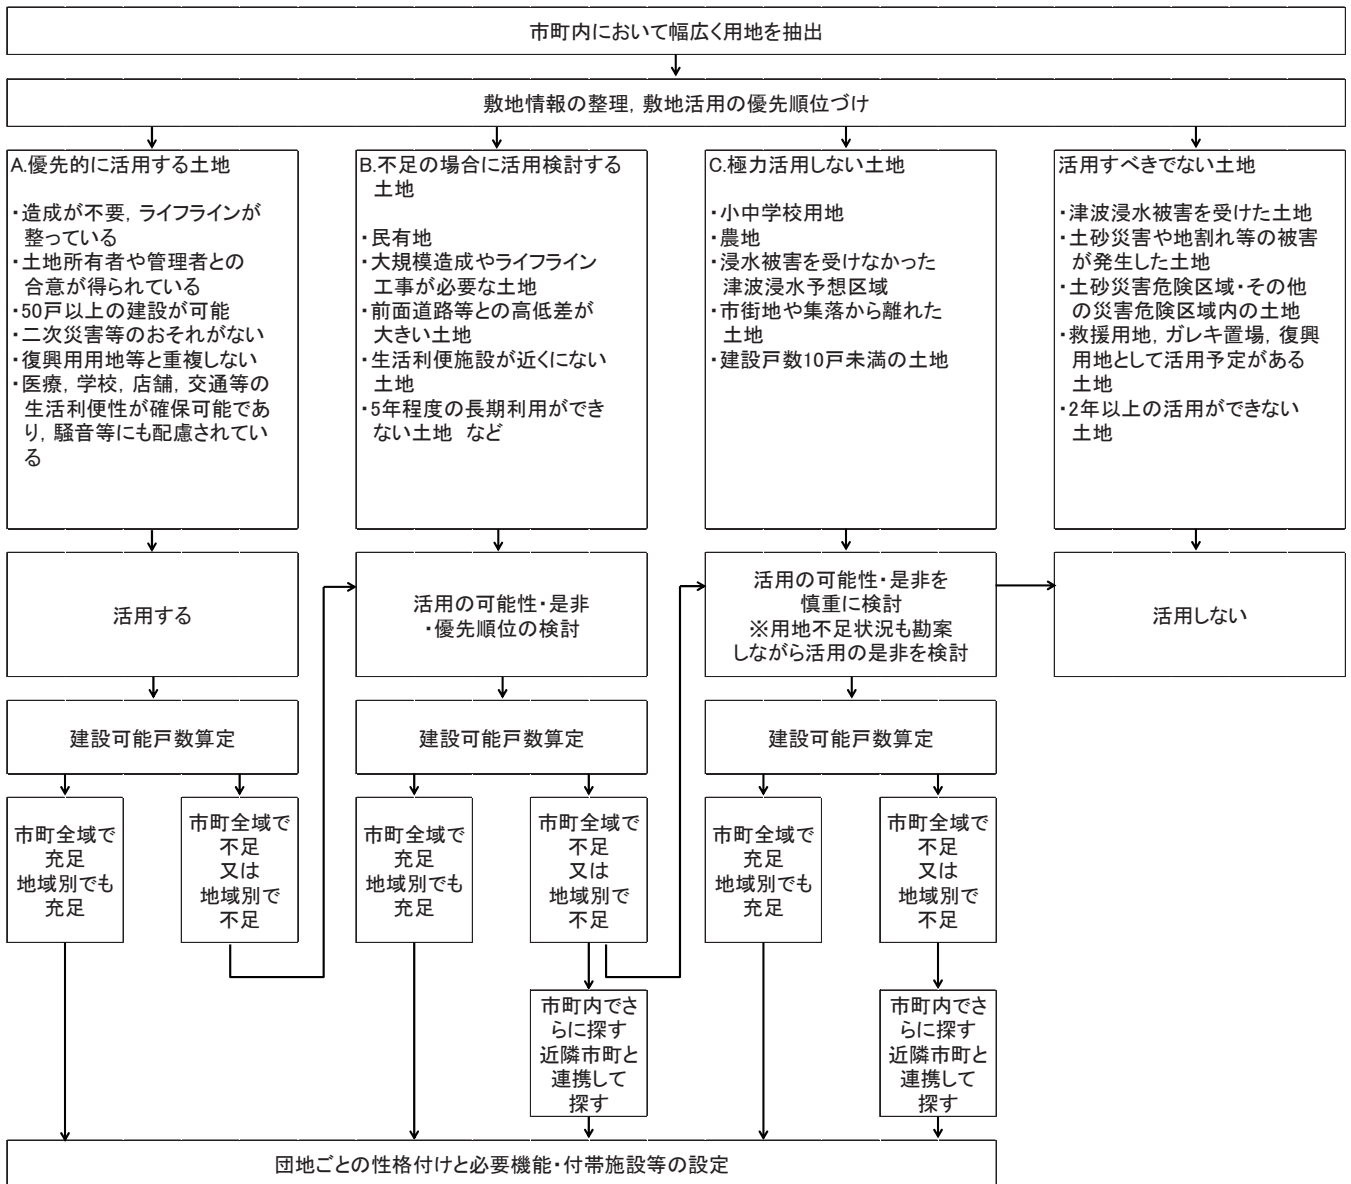 市町内において幅広く用地を抽出
敷地情報の整理，敷地活用の優先順位づけ
A.優先的に活用する土地
・造成が不要，ライフラインが
整っている
・土地所有者や管理者との
合意が得られている
・50戸以上の建設が可能
・二次災害等のおそれがない
・復興用用地等と重複しない
・医療，学校，店舗，交通等の
生活利便性が確保可能であ
り，騒音等にも配慮されてい
る
B.不足の場合に活用検討する
土地
・民有地
・大規模造成やライフライン
工事が必要な土地
・前面道路等との高低差が
大きい土地
・生活利便施設が近くにない
土地
・5年程度の長期利用ができ
ない土地 など
C.極力活用しない土地
・小中学校用地
・農地
・浸水被害を受けなかった
津波浸水予想区域
・市街地や集落から離れた
土地
・建設戸数10戸未満の土地
活用すべきでない土地
・津波浸水被害を受けた土地
・土砂災害や地割れ等の被害
が発生した土地
・土砂災害危険区域・その他
の災害危険区域内の土地
・救援用地，ガレキ置場，復興
用地として活用予定がある
土地
・2年以上の活用ができない
土地
活用する
活用の可能性・是非
・優先順位の検討
活用の可能性・是非を
慎重に検討
※用地不足状況も勘案
しながら活用の是非を検討
活用しない
建設可能戸数算定
建設可能戸数算定
建設可能戸数算定
市町全域で
充足
地域別でも
充足
市町全域で
不足
又は
地域別で
不足
市町全域で
充足
地域別でも
充足
市町全域で
不足
又は
地域別で
不足
市町全域で
充足
地域別でも
充足
市町全域で
不足
又は
地域別で
不足
市町内でさ
らに探す
近隣市町と
連携して
探す
市町内でさ
らに探す
近隣市町と
連携して
探す
団地ごとの性格付けと必要機能・付帯施設等の設定